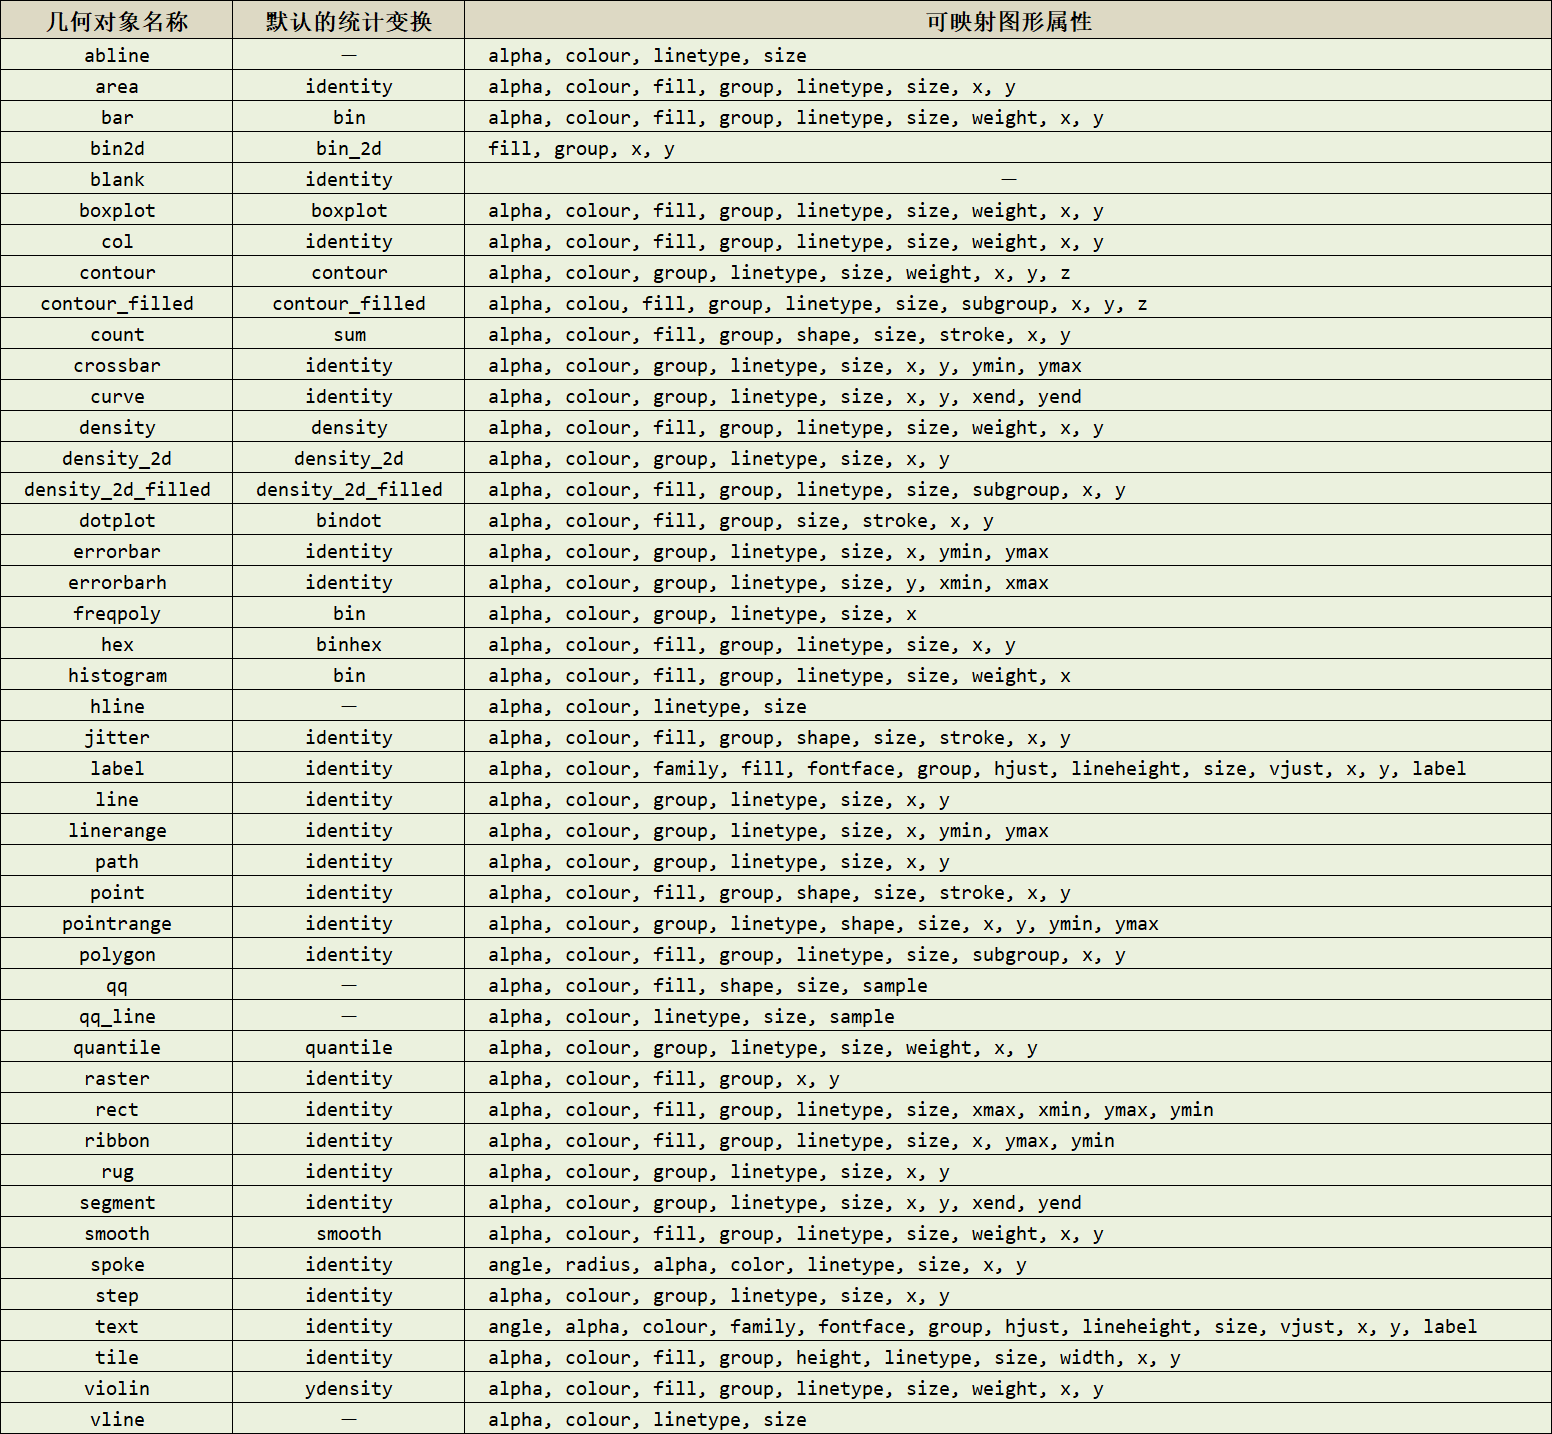 几何对象名称 默认的统计变换 可映射图形属性
abline — alpha, colour, linetype, size
area identity alpha, colour, fill, group, linetype, size, x, y
bar bin alpha, colour, fill, group, linetype, size, weight, x, y
bin2d bin_2d fill, group, x, y
blank identity —
boxplot boxplot alpha, colour, fill, group, linetype, size, weight, x, y
col identity alpha, colour, fill, group, linetype, size, weight, x, y
contour contour alpha, colour, group, linetype, size, weight, x, y, z
contour_filled contour_filled alpha, colou, fill, group, linetype, size, subgroup, x, y, z
count sum alpha, colour, fill, group, shape, size, stroke, x, y
crossbar identity alpha, colour, group, linetype, size, x, y, ymin, ymax
curve identity alpha, colour, group, linetype, size, x, y, xend, yend
density density alpha, colour, fill, group, linetype, size, weight, x, y
density_2d density_2d alpha, colour, group, linetype, size, x, y
density_2d_filled density_2d_filled alpha, colour, fill, group, linetype, size, subgroup, x, y
dotplot bindot alpha, colour, fill, group, size, stroke, x, y
errorbar identity alpha, colour, group, linetype, size, x, ymin, ymax
errorbarh identity alpha, colour, group, linetype, size, y, xmin, xmax
freqpoly bin alpha, colour, group, linetype, size, x
hex binhex alpha, colour, fill, group, linetype, size, x, y
histogram bin alpha, colour, fill, group, linetype, size, weight, x
hline — alpha, colour, linetype, size
jitter identity alpha, colour, fill, group, shape, size, stroke, x, y
label identity alpha, colour, family, fill, fontface, group, hjust, lineheight, size, vjust, x, y, label
line identity alpha, colour, group, linetype, size, x, y
linerange identity alpha, colour, group, linetype, size, x, ymin, ymax
path identity alpha, colour, group, linetype, size, x, y
point identity alpha, colour, fill, group, shape, size, stroke, x, y
pointrange identity alpha, colour, group, linetype, shape, size, x, y, ymin, ymax
polygon identity alpha, colour, fill, group, linetype, size, subgroup, x, y
qq — alpha, colour, fill, shape, size, sample
qq_line — alpha, colour, linetype, size, sample
quantile quantile alpha, colour, group, linetype, size, weight, x, y
raster identity alpha, colour, fill, group, x, y
rect identity alpha, colour, fill, group, linetype, size, xmax, xmin, ymax, ymin
ribbon identity alpha, colour, fill, group, linetype, size, x, ymax, ymin
rug identity alpha, colour, group, linetype, size, x, y
segment identity alpha, colour, group, linetype, size, x, y, xend, yend
smooth smooth alpha, colour, fill, group, linetype, size, weight, x, y
spoke identity angle, radius, alpha, color, linetype, size, x, y
step identity alpha, colour, group, linetype, size, x, y
text identity angle, alpha, colour, family, fontface, group, hjust, lineheight, size, vjust, x, y, label
tile identity alpha, colour, fill, group, height, linetype, size, width, x, y
violin ydensity alpha, colour, fill, group, linetype, size, weight, x, y
vline — alpha, colour, linetype, size